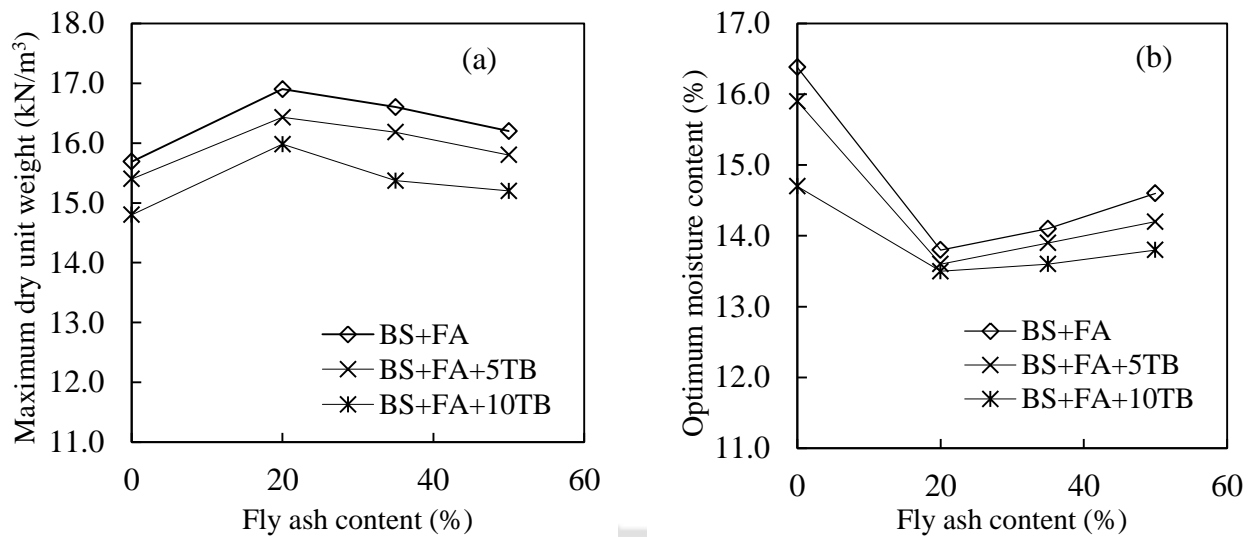 Maximum dry unit weight (kN/m³)
18.0
17.0
16.0
15.0
14.0
13.0
12.0
11.0
(a)
BS+FA
BS+FA+5TB
BS+FA+10TB
0 20 40 60
Fly ash content (%)
Optimum moisture content (%)
17.0
16.0
15.0
14.0
13.0
12.0
11.0
(b)
BS+FA
BS+FA+5TB
BS+FA+10TB
0 20 40 60
Fly ash content (%)